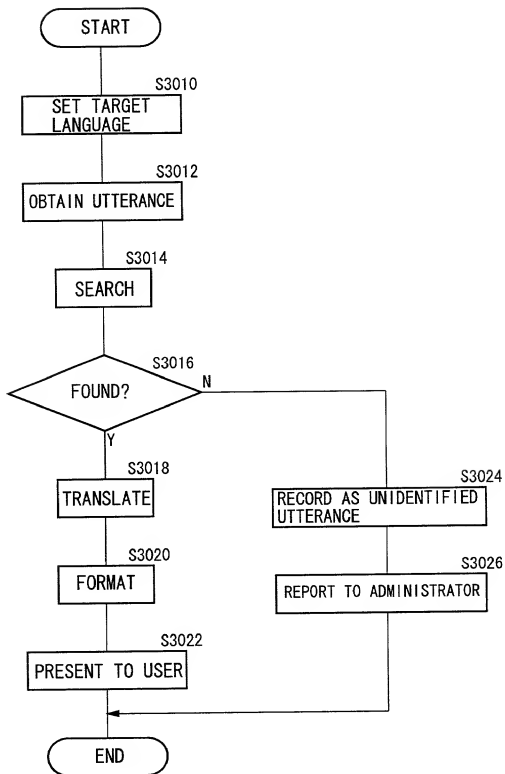 START
S3010
SET TARGET
LANGUAGE
S3012
OBTAIN UTTERANCE
S3014
SEARCH
S3016
FOUND?
N
Y
S3018
TRANSLATE
S3020
FORMAT
S3022
PRESENT TO USER
S3024
RECORD AS UNIDENTIFIED
UTTERANCE
S3026
REPORT TO ADMINISTRATOR
END